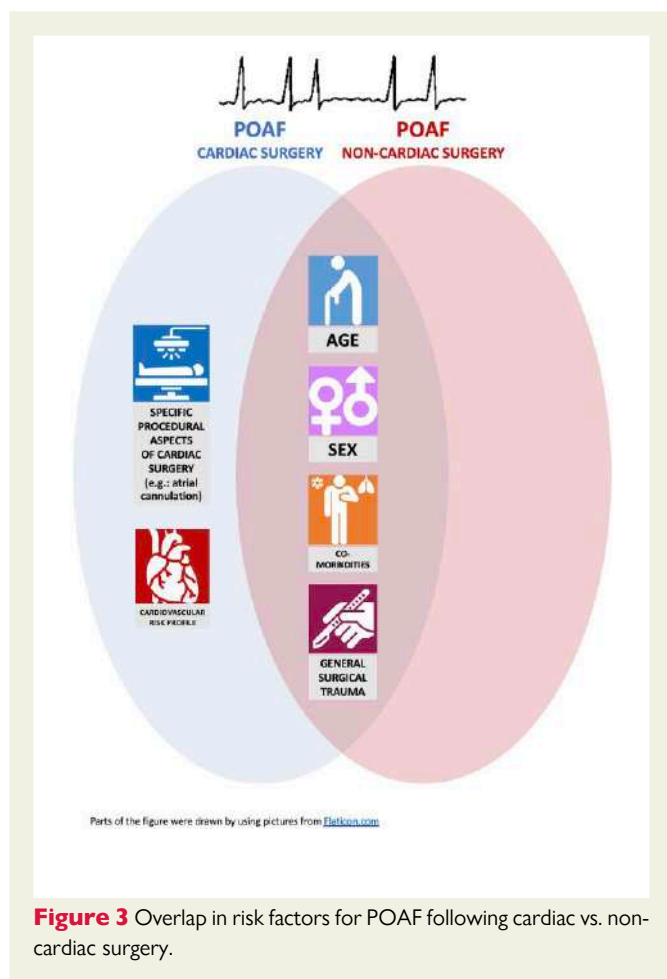 POAF
CARDIAC SURGERY
POAF
NON-CARDIAC SURGERY
AGE
SEX
CO-
MORBIDITIES
GENERAL
SURGICAL
TRAUMA
SPECIFIC
PROCEDURAL
ASPECTS
OF CARDIAC
SURGERY
(e.g.: atrial
cannulation)
CARDIOVASCULAR
RISK PROFILE
Parts of the figure were drawn by using pictures from Flaticon.com
Figure 3 Overlap in risk factors for POAF following cardiac vs. non-
cardiac surgery.